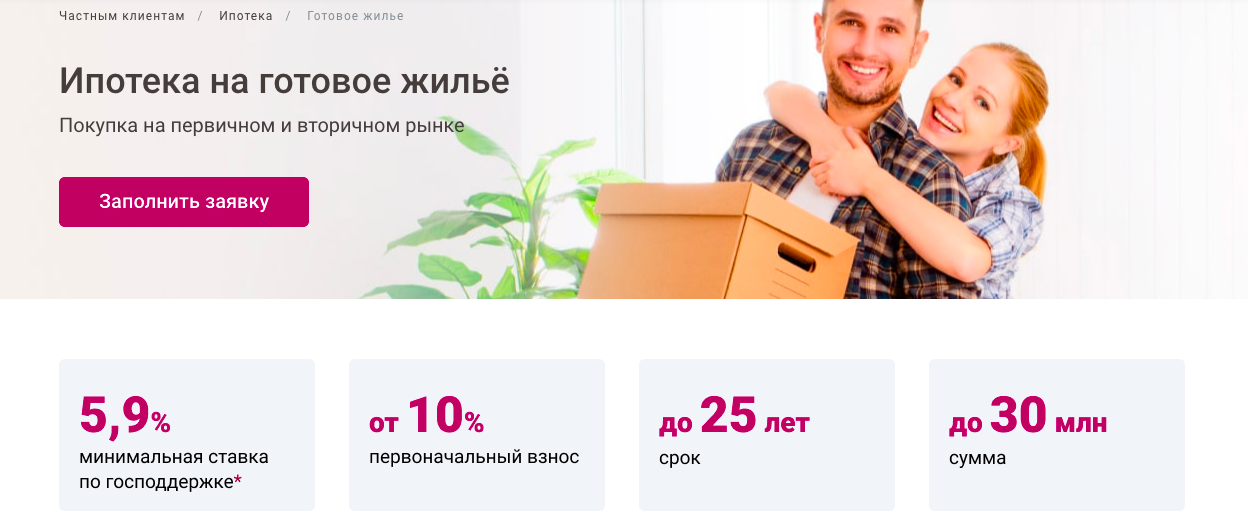 Частным клиентам / Ипотека / Готовое жилье
Ипотека на готовое жильё
Покупка на первичном и вторичном рынке
Заполнить заявку
5,9%
минимальная ставка
по господдержке*
от 10%
первоначальный взнос
до 25 лет
срок
до 30 млн
сумма